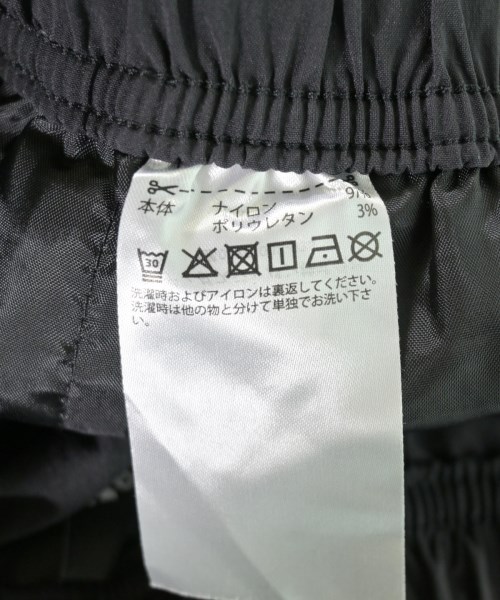 本体 ナイロン 97%
ポリウレタン 3%
30
洗濯時およびアイロンは裏返してください。
洗濯時は他の物と分けて単独でお洗い下さ
い。